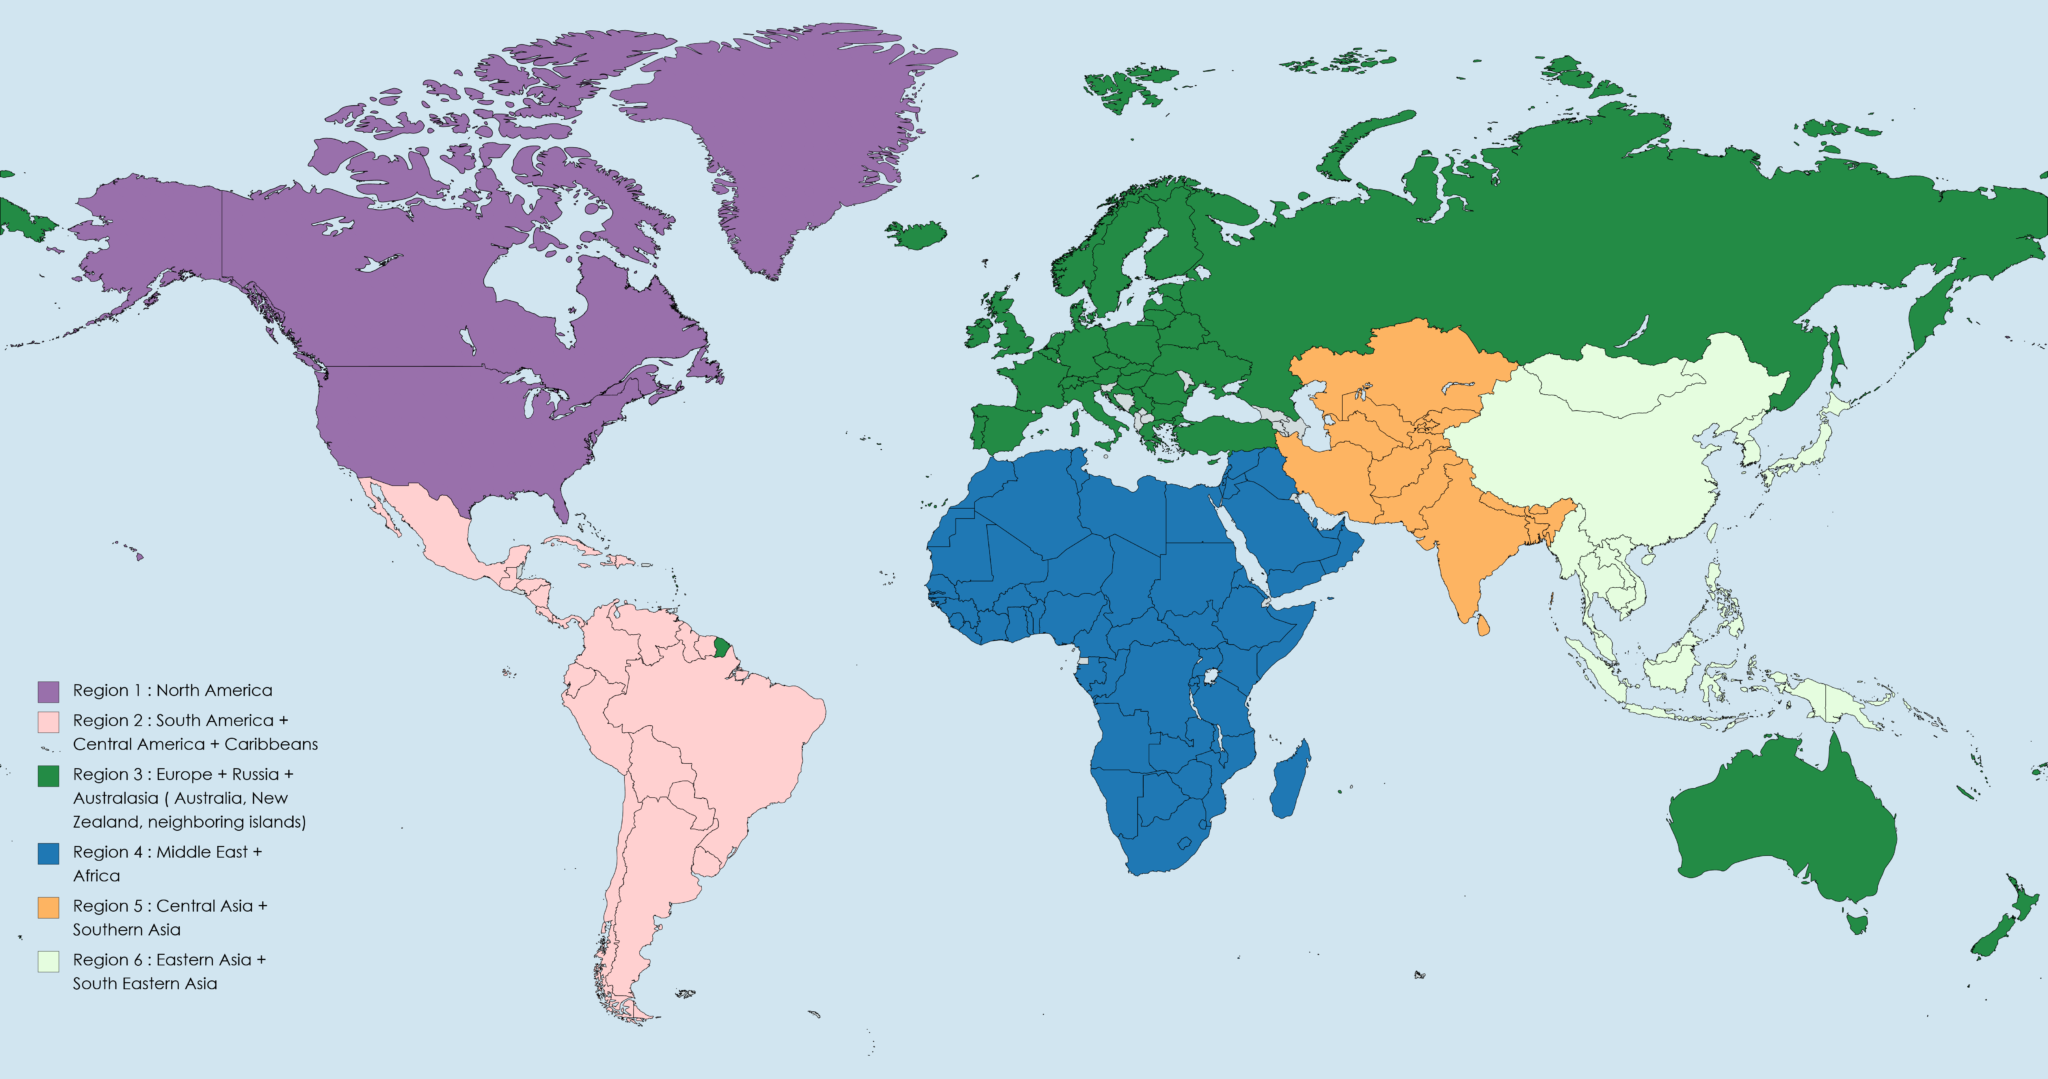 Region 1 : North America
Region 2 : South America +
Central America + Caribbeans
Region 3 : Europe + Russia +
Australasia ( Australia, New
Zealand, neighboring islands)
Region 4 : Middle East +
Africa
Region 5 : Central Asia +
Southern Asia
Region 6 : Eastern Asia +
South Eastern Asia